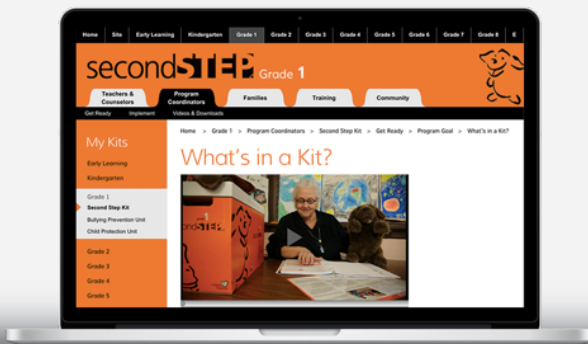 Home Site Early Learning Kindergarten Grade 1 Grade 2 Grade 3 Grade 4 Grade 5 Grade 6 Grade 7 Grade 8 E
secondSTEP Grade 1
Teachers & Counselors Program Coordinators Families Training Community
Get Ready Implement Videos & Downloads
Home > Grade 1 > Program Coordinators > Second Step Kit > Get Ready > Program Goal > What's in a Kit?
My Kits
Early Learning
Kindergarten
Grade 1
Second Step Kit
Bullying Prevention Unit
Child Protection Unit
Grade 2
Grade 3
Grade 4
Grade 5
What's in a Kit?
STEP